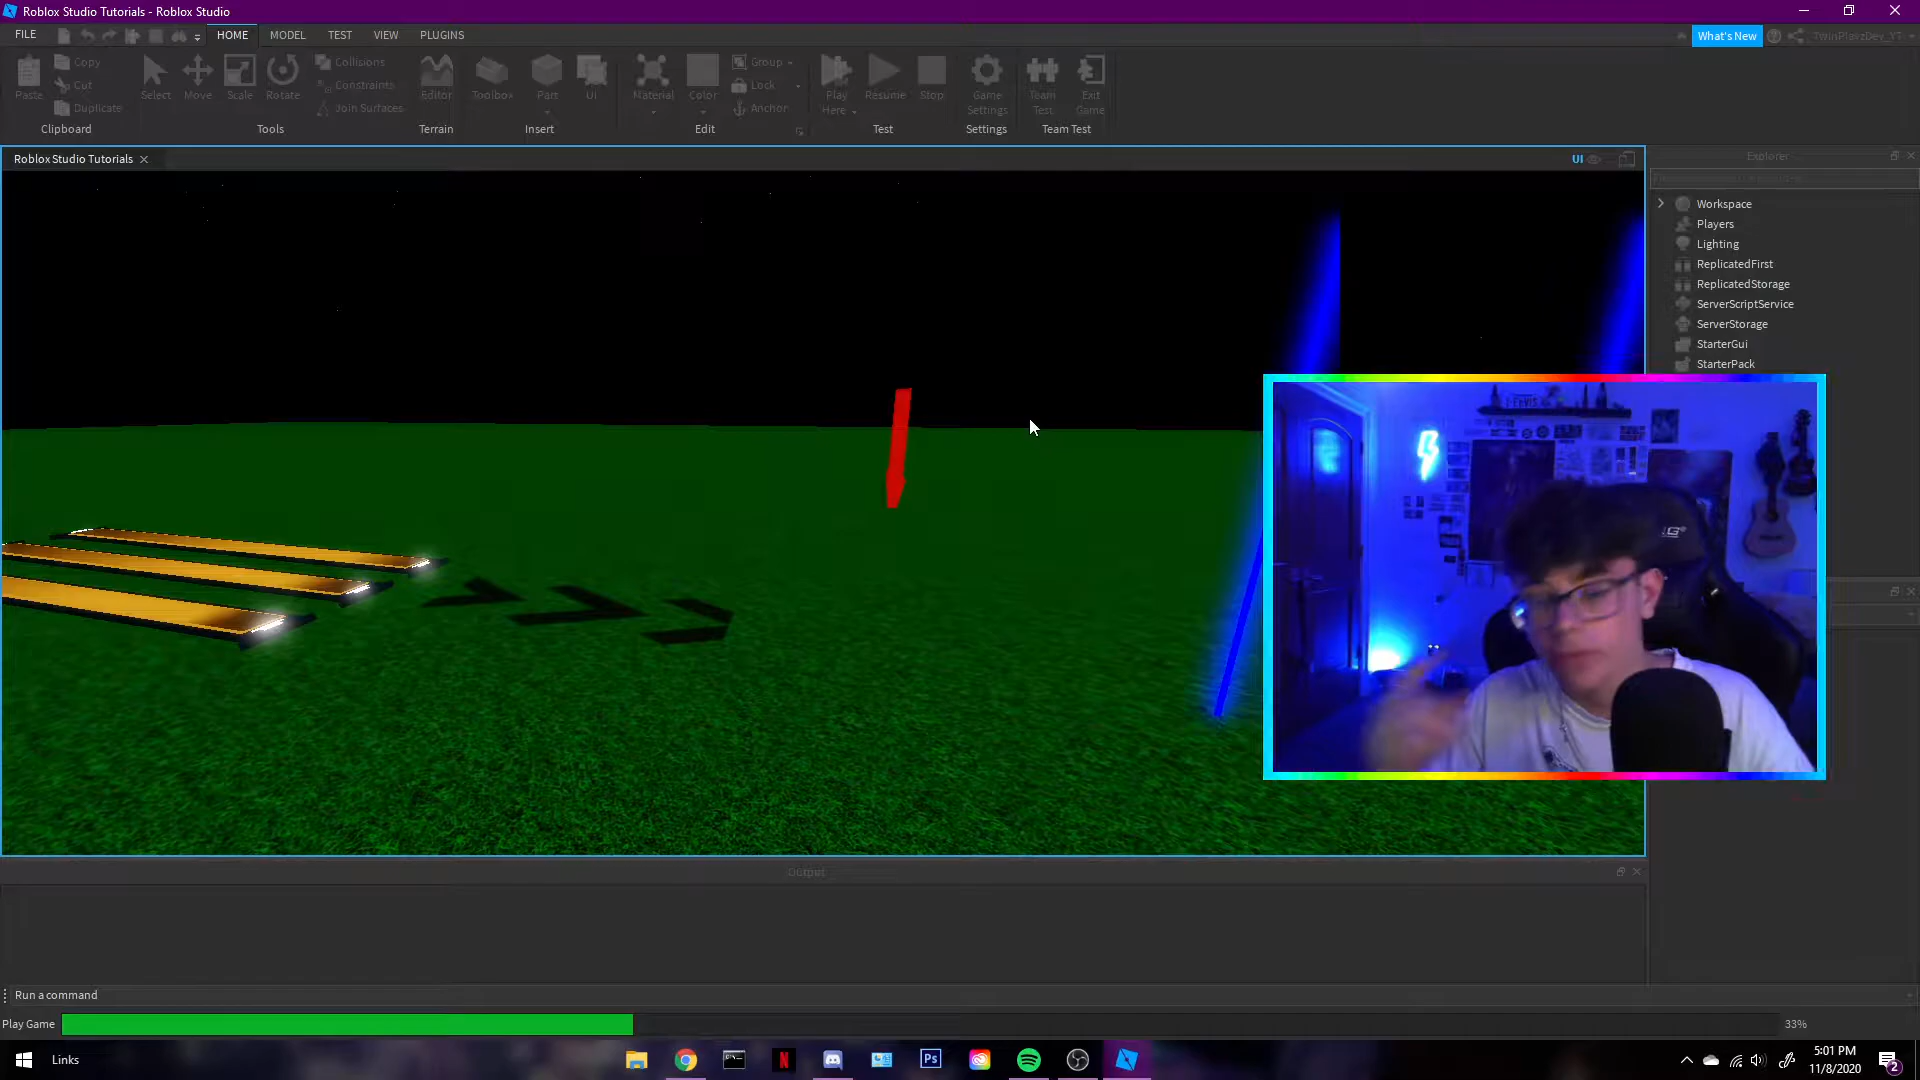 Roblox Studio Tutorials - Roblox Studio
FILE HOME MODEL TEST VIEW PLUGINS What's New TwinPlayzDev_YT
Paste Copy Cut Duplicate
Clipboard
Select Move Scale Rotate Collisions Constraints Join Surfaces
Tools
Editor
Terrain
Toolbox Part UI
Insert
Material Color Group Lock Anchor
Edit
Play Here Resume Stop
Test
Game Settings
Settings
Team Test Exit Game
Team Test
Roblox Studio Tutorials UI
Explorer
Workspace
Players
Lighting
ReplicatedFirst
ReplicatedStorage
ServerScriptService
ServerStorage
StarterGui
StarterPack
Output
Run a command
Play Game 33%
Links
Ps
5:01 PM
11/8/2020
2